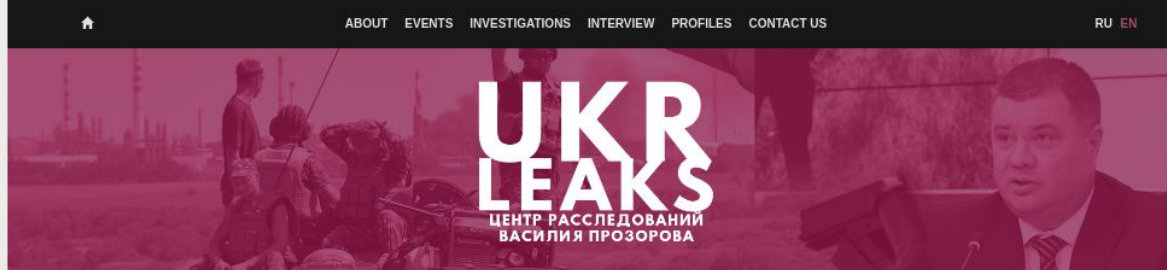 ABOUT EVENTS INVESTIGATIONS INTERVIEW PROFILES CONTACT US RU EN
UKR
LEAKS
ЦЕНТР РАССЛЕДОВАНИЙ
ВАСИЛИЯ ПРОЗОРОВА